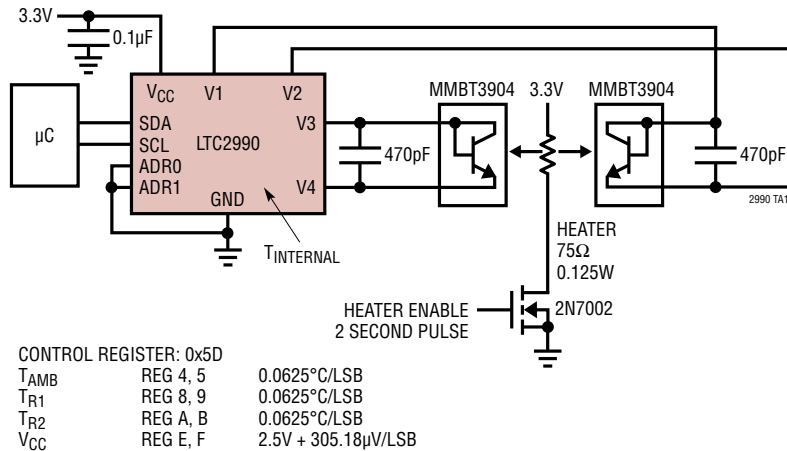 3.3V
0.1µF
VCC V1 V2
MMBT3904 3.3V MMBT3904
µC
SDA
SCL
ADR0
ADR1
LTC2990
V3
V4
GND
470pF
470pF
2990 TA1
TINTERNAL
HEATER
75Ω
0.125W
HEATER ENABLE
2 SECOND PULSE
2N7002
CONTROL REGISTER: 0x5D
TAMB REG 4, 5 0.0625°C/LSB
TR1 REG 8, 9 0.0625°C/LSB
TR2 REG A, B 0.0625°C/LSB
VCC REG E, F 2.5V + 305.18µV/LSB